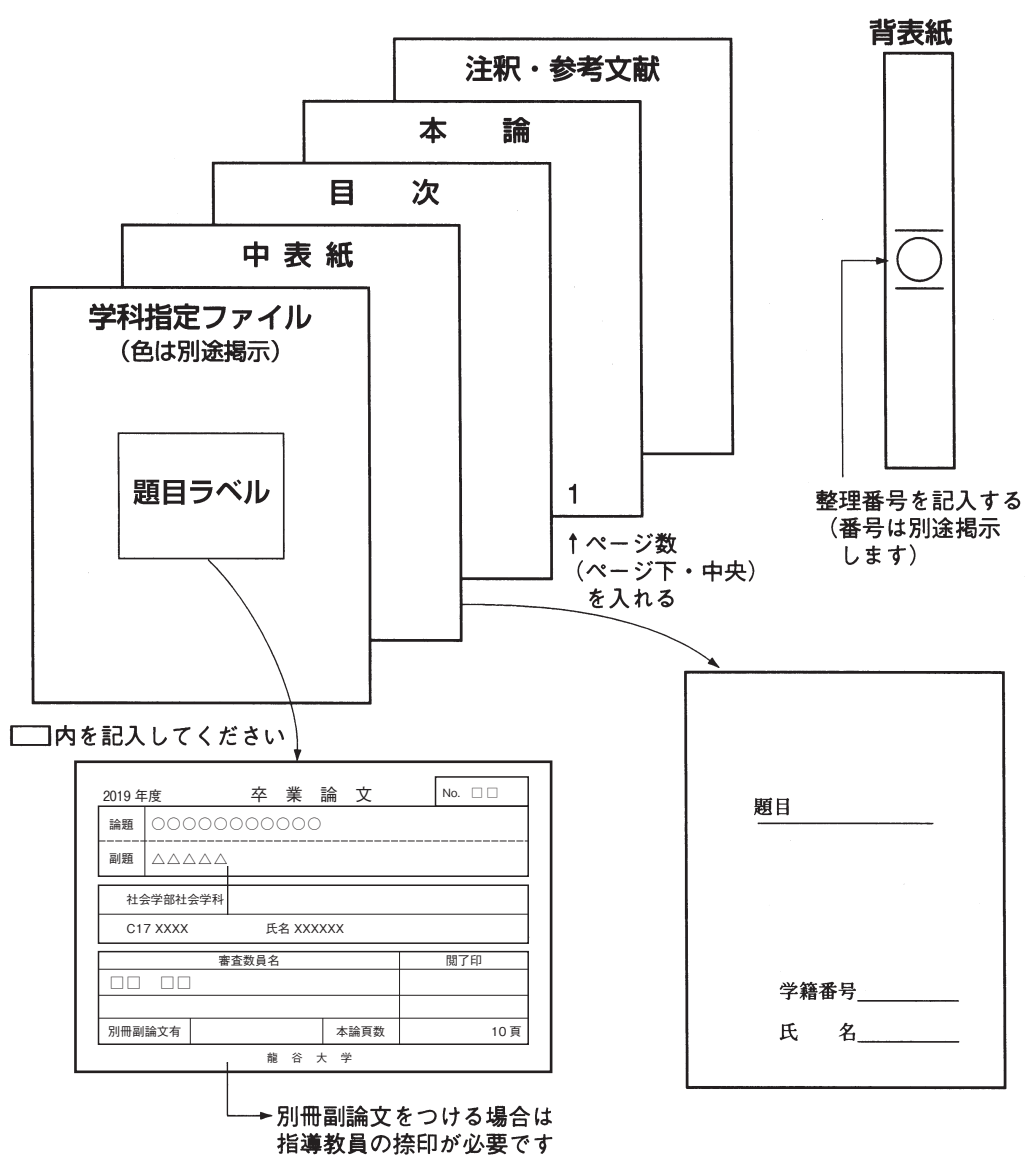 背表紙
注釈・参考文献
本 論
目 次
中 表 紙
学科指定ファイル
(色は別途掲示)
題目ラベル
1
↑ページ数
(ページ下・中央)
を入れる
整理番号を記入する
(番号は別途掲示
します)
内を記入してください
2019 年度 卒 業 論 文 No. □□
論題 ○○○○○○○○○○○
副題 △△△△△
社会学部社会学科
C17 XXXX 氏名 XXXXXX
審査数員名 閲了印
□□ □□
別冊副論文有 本論頁数 10 頁
龍 谷 大 学
別冊副論文をつける場合は
指導教員の捺印が必要です
題目
学籍番号
氏 名